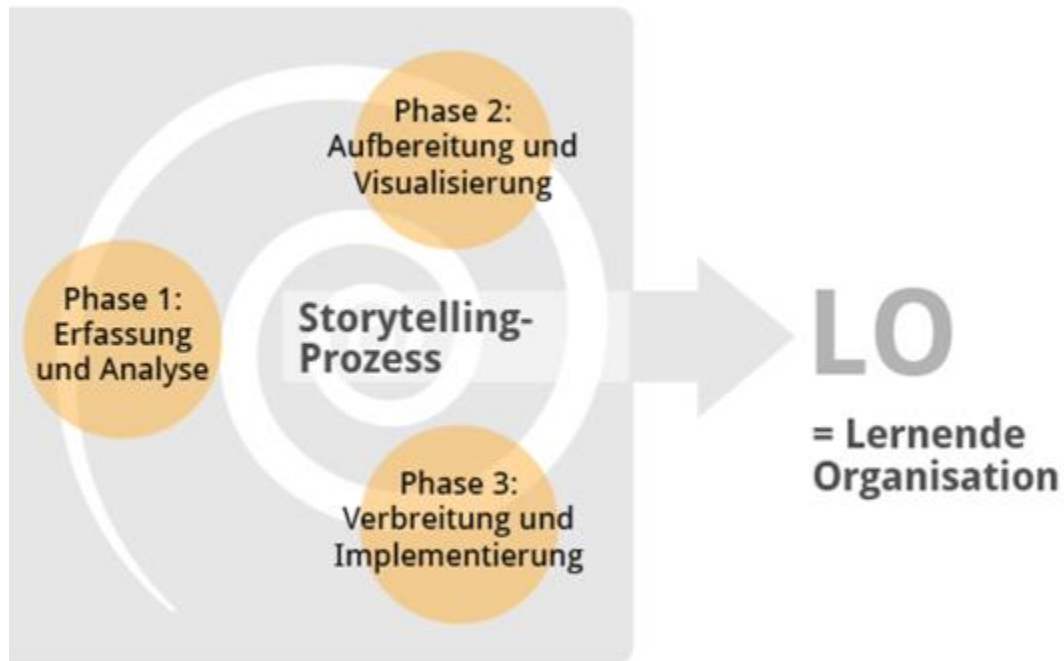 Phase 1:
Erfassung
und Analyse
Phase 2:
Aufbereitung und
Visualisierung
Phase 3:
Verbreitung und
Implementierung
Storytelling-
Prozess
LO
= Lernende
Organisation